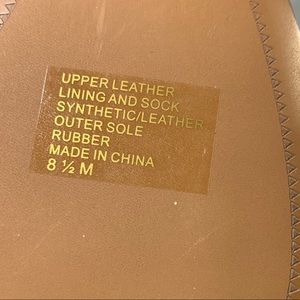 UPPER LEATHER
LINING AND SOCK
SYNTHETIC/LEATHER
OUTER SOLE
RUBBER
MADE IN CHINA
8 ½ M